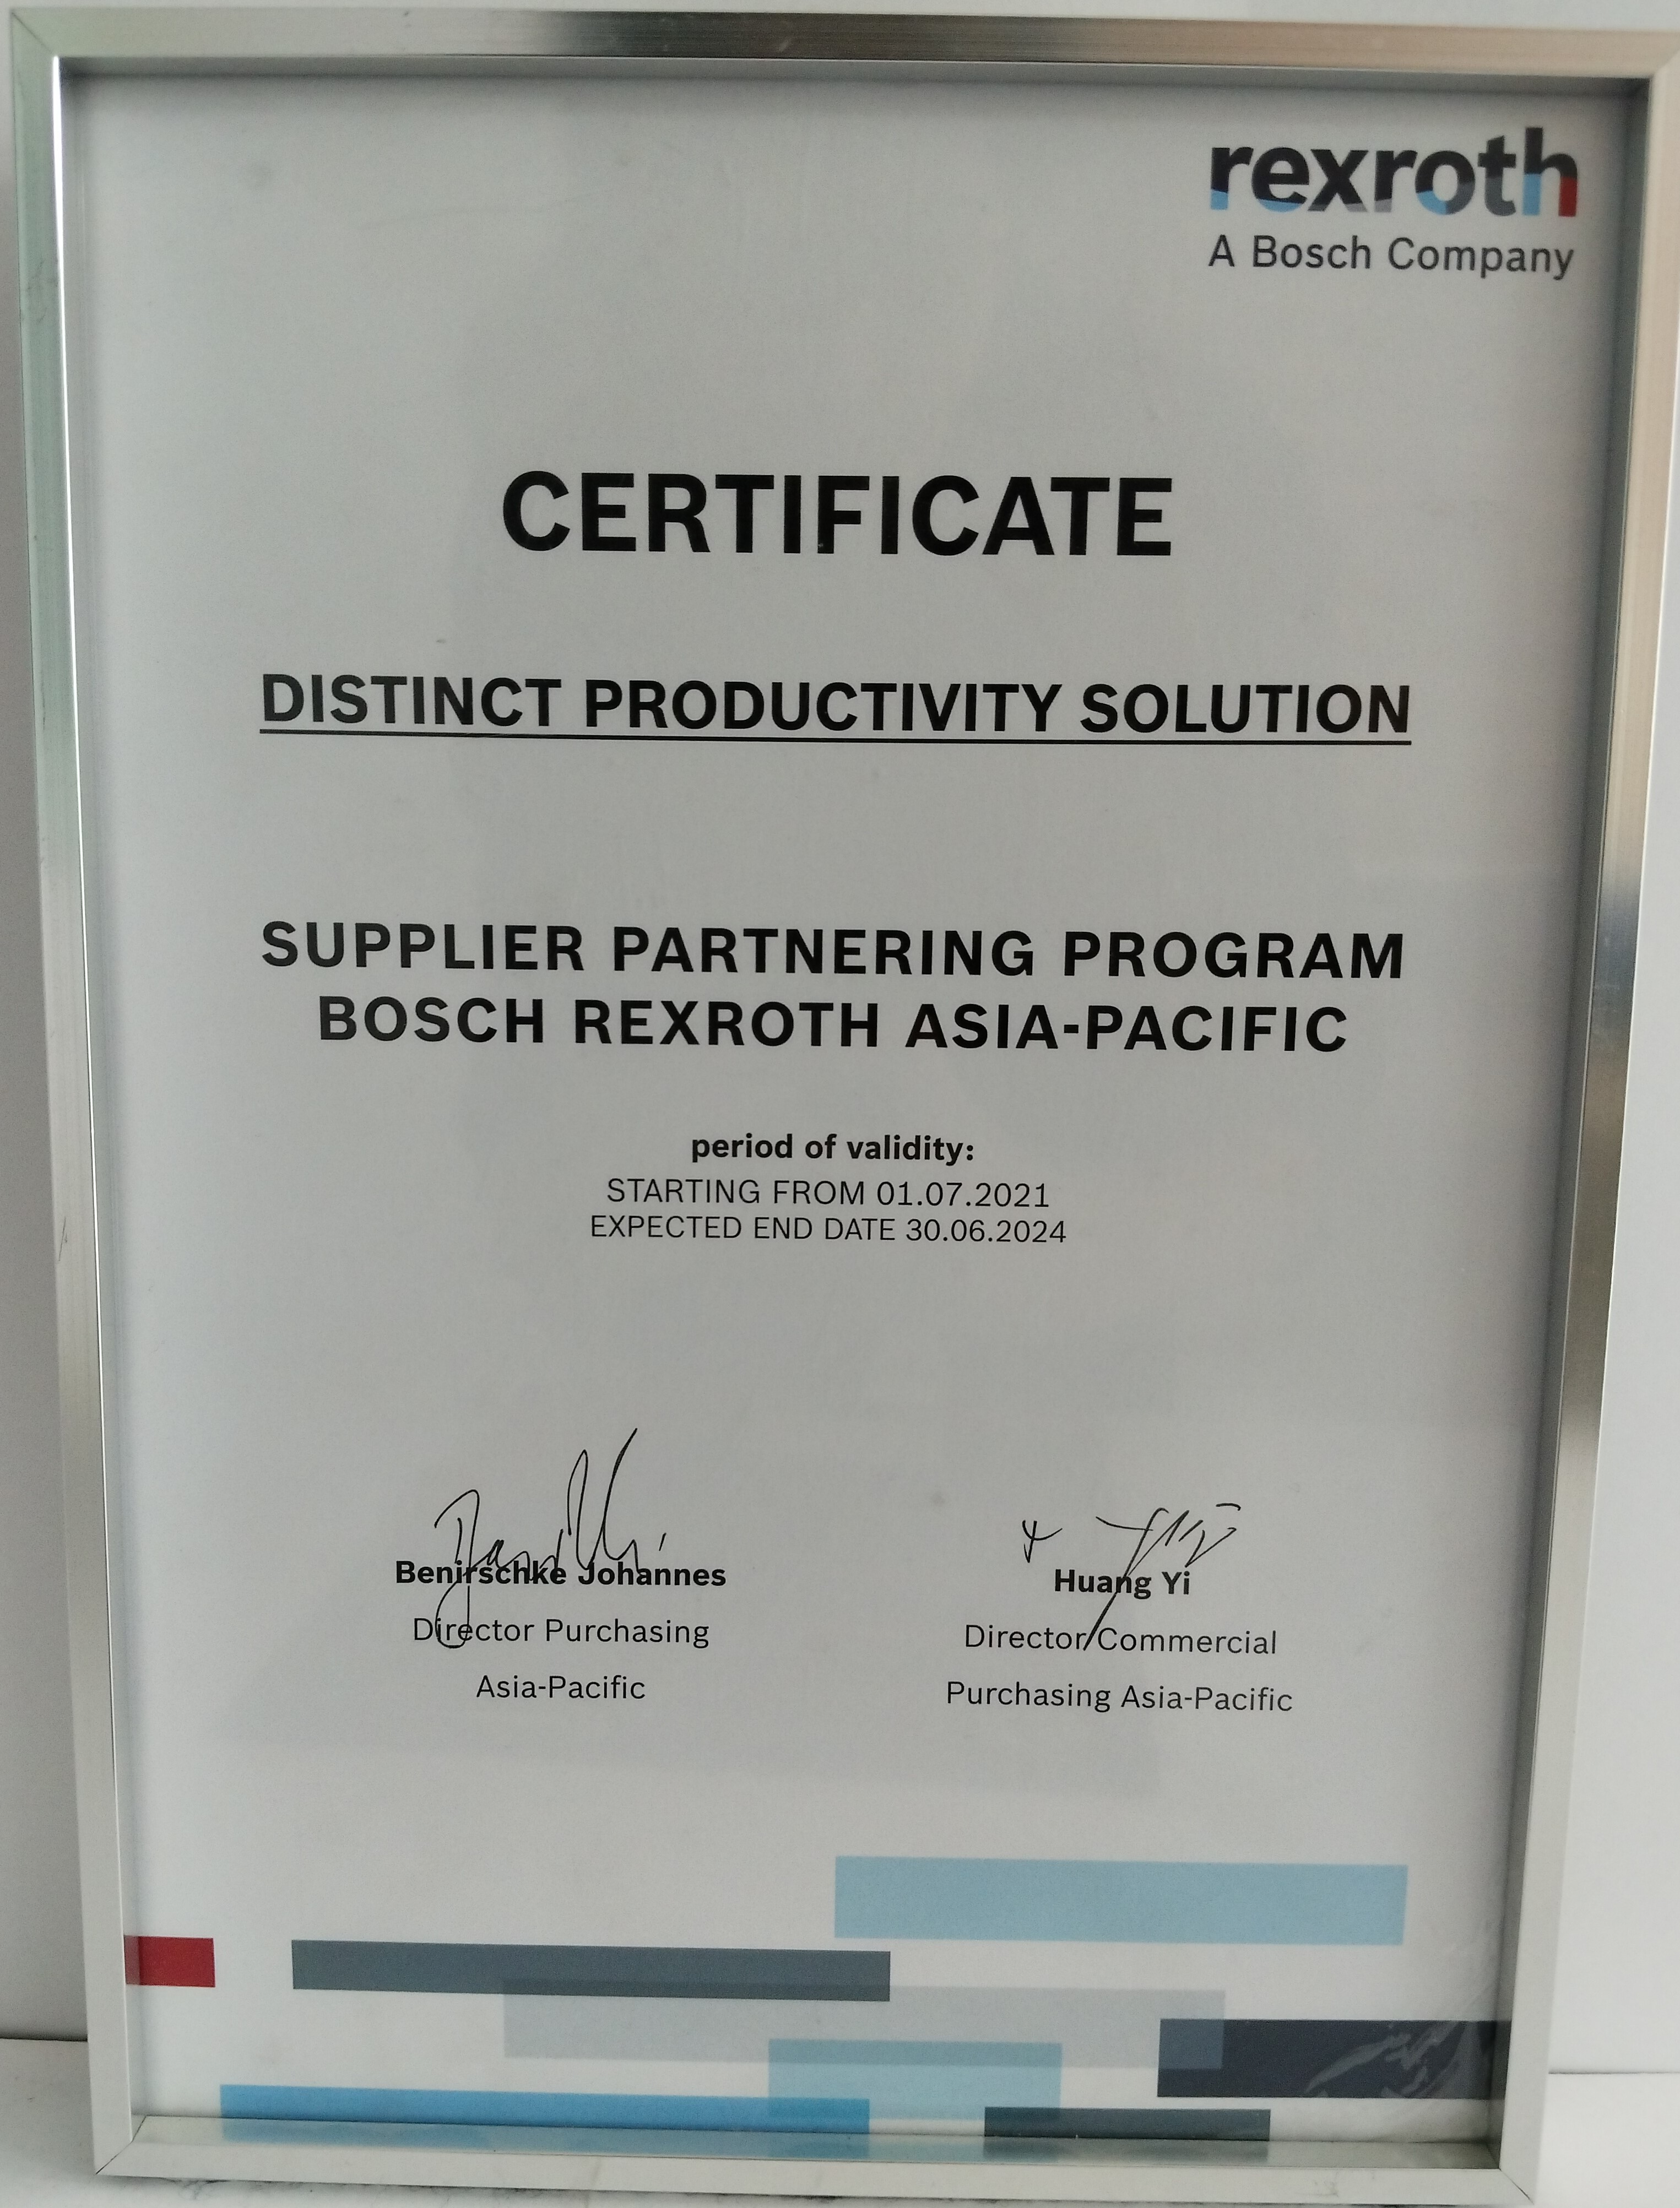 rexroth
A Bosch Company
CERTIFICATE
DISTINCT PRODUCTIVITY SOLUTION
SUPPLIER PARTNERING PROGRAM
BOSCH REXROTH ASIA-PACIFIC
period of validity:
STARTING FROM 01.07.2021
EXPECTED END DATE 30.06.2024
Benirschke Johannes
Director Purchasing
Asia-Pacific
Huang Yi
Director Commercial
Purchasing Asia-Pacific